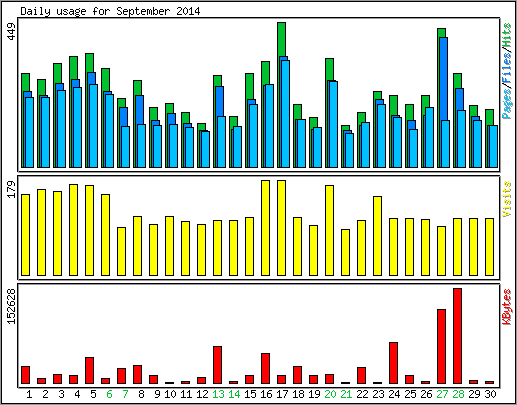 Daily usage for September 2014
449
Pages/Files/Hits
179
Visits
152628
KBytes
1 2 3 4 5 6 7 8 9 10 11 12 13 14 15 16 17 18 19 20 21 22 23 24 25 26 27 28 29 30